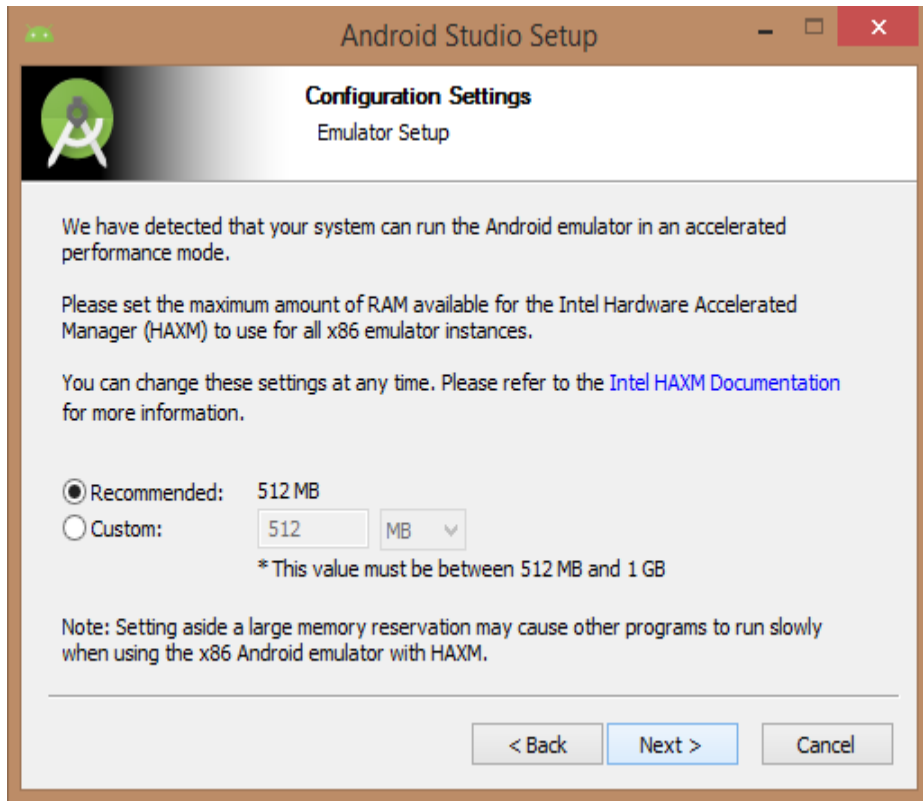 Android Studio Setup
Configuration Settings
Emulator Setup
We have detected that your system can run the Android emulator in an accelerated
performance mode.
Please set the maximum amount of RAM available for the Intel Hardware Accelerated
Manager (HAXM) to use for all x86 emulator instances.
You can change these settings at any time. Please refer to the Intel HAXM Documentation
for more information.
Recommended: 512 MB
Custom: 512 MB
* This value must be between 512 MB and 1 GB
Note: Setting aside a large memory reservation may cause other programs to run slowly
when using the x86 Android emulator with HAXM.
< Back Next > Cancel